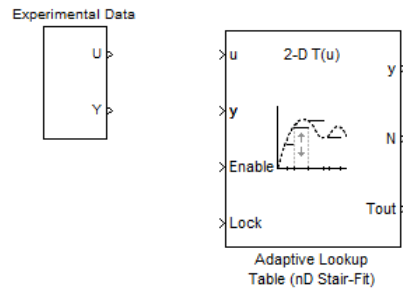 Experimental Data
U
Y
u
2-D T(u)
y
y
N
Enable
Tout
Lock
Adaptive Lookup
Table (nD Stair-Fit)